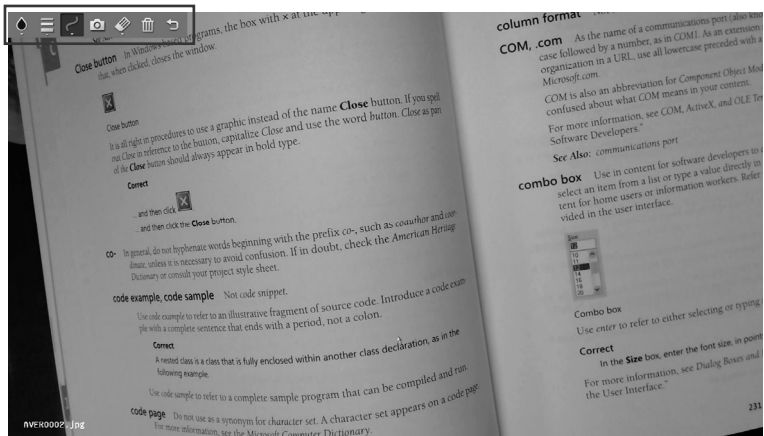 Close button In Windows-based programs, the box with × at the
that, when clicked, closes the window.
Close button
It is all right in procedures to use a graphic instead of the name Close button. If you spell
out Close in reference to the button, capitalize Close and use the word button. Close as part
of the Close button should always appear in bold type.
Correct
... and then click
... and then click the Close button.
co- In general, do not hyphenate words beginning with the prefix co-, such as coauthor and coor-
dinate, unless it is necessary to avoid confusion. If in doubt, check the American Heritage
Dictionary or consult your project style sheet.
code example, code sample Not code snippet.
Use code example to refer to an illustrative fragment of source code. Introduce a code exam-
ple with a complete sentence that ends with a period, not a colon.
Correct
A nested class is a class that is fully enclosed within another class declaration, as in the
following example.
Use code sample to refer to a complete sample program that can be compiled and run.
code page Do not use as a synonym for character set. A character set appears on a code page.
For more information, see the Microsoft Computer Dictionary.
column format
COM, .com As the name of a communications port (also kno
case followed by a number, as in COM1. As an extension
organization in a URL, use all lowercase preceded with a
Microsoft.com.
COM is also an abbreviation for Component Object Mod
confused about what COM means in your content.
For more information, see COM, ActiveX, and OLE Ter
Software Developers."
See Also: communications port
combo box Use in content for software developers to
select an item from a list or type a value directly in
tent for home users or information workers. Refer
vided in the user interface.
Size
10
11
12
14
16
18
20
Combo box
Use enter to refer to either selecting or typing
Correct
In the Size box, enter the font size, in point
For more information, see Dialog Boxes and
the User Interface."
231
AVER0002.jpg